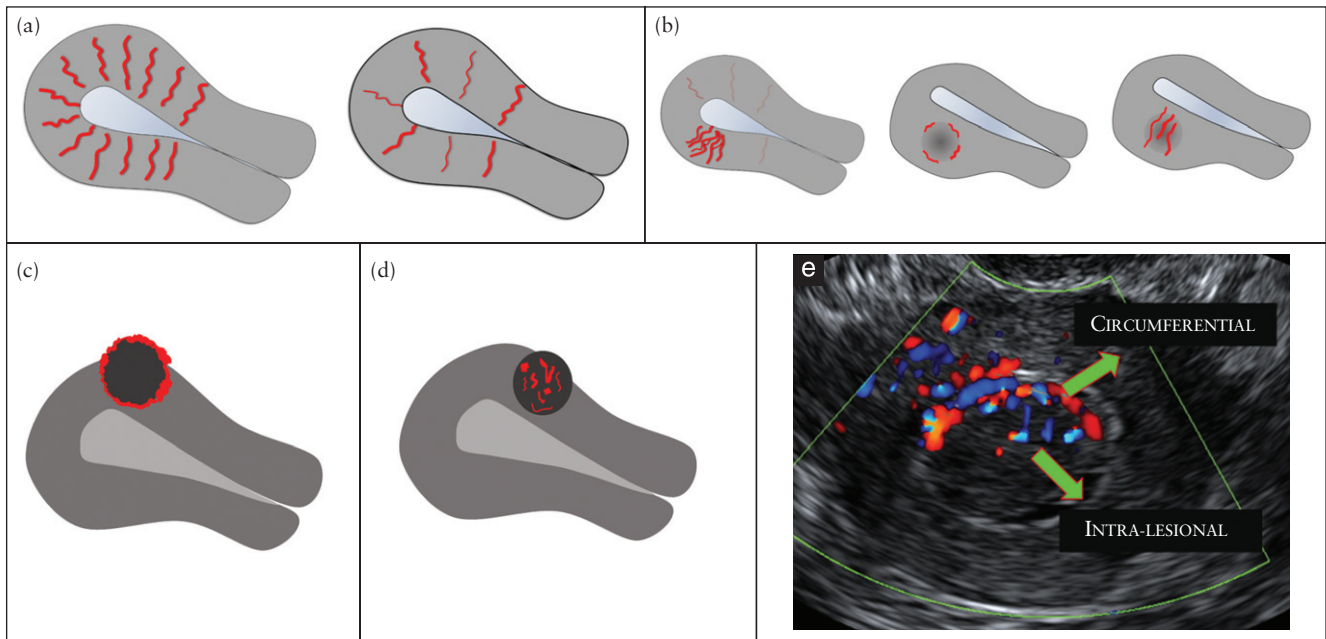 (a)
(b)
(c)
(d)
e
CIRCUMFERENTIAL
INTRA-LESIONAL